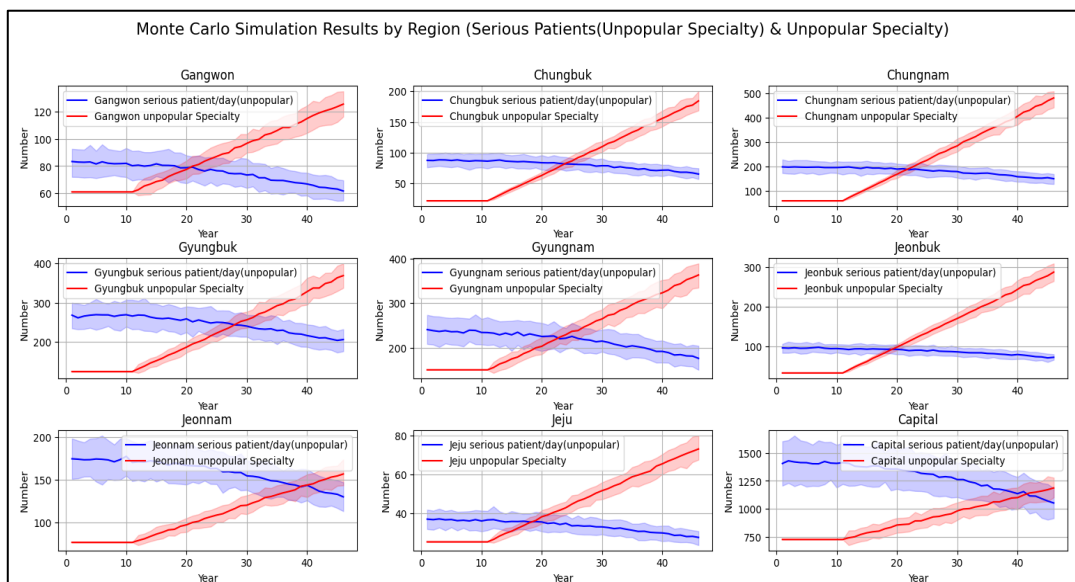 Monte Carlo Simulation Results by Region (Serious Patients(Unpopular Specialty) & Unpopular Specialty)
Gangwon
Gangwon serious patient/day(unpopular)
Gangwon unpopular Specialty
Number
120
100
80
60
0 10 20 30 40
Year
Chungbuk
Chungbuk serious patient/day(unpopular)
Chungbuk unpopular Specialty
Number
200
150
100
50
0 10 20 30 40
Year
Chungnam
Chungnam serious patient/day(unpopular)
Chungnam unpopular Specialty
Number
500
400
300
200
100
0 10 20 30 40
Year
Gyungbuk
Gyungbuk serious patient/day(unpopular)
Gyungbuk unpopular Specialty
Number
400
300
200
0 10 20 30 40
Year
Gyungnam
Gyungnam serious patient/day(unpopular)
Gyungnam unpopular Specialty
Number
400
300
200
0 10 20 30 40
Year
Jeonbuk
Jeonbuk serious patient/day(unpopular)
Jeonbuk unpopular Specialty
Number
300
200
100
0 10 20 30 40
Year
Jeonnam
Jeonnam serious patient/day(unpopular)
Jeonnam unpopular Specialty
Number
200
150
100
0 10 20 30 40
Year
Jeju
Jeju serious patient/day(unpopular)
Jeju unpopular Specialty
Number
80
60
40
0 10 20 30 40
Year
Capital
Capital serious patient/day(unpopular)
Capital unpopular Specialty
Number
1500
1250
1000
750
0 10 20 30 40
Year